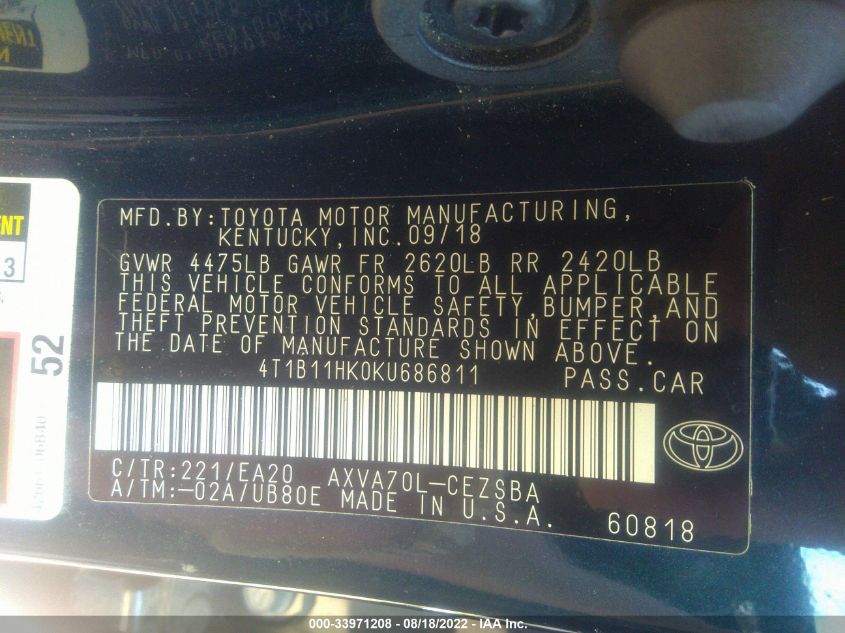 ENT
3
52
MFD.BY:TOYOTA MOTOR MANUFACTURING,
KENTUCKY,INC.09/18
GVWR 4475LB GAWR FR 2620LB RR 2420LB
THIS VEHICLE CONFORMS TO ALL APPLICABLE
FEDERAL MOTOR VEHICLE SAFETY,BUMPER,AND
THEFT PREVENTION STANDARDS IN EFFECT ON
THE DATE OF MANUFACTURE SHOWN ABOVE.
4T1B11HK0KU686811 PASS.CAR
C/TR:221/EA20 AXVA70L-CEZSBA
A/TM:-02A/UB80E MADE IN U.S.A. 60818
000-33971208 - 08/18/2022 - IAA Inc.